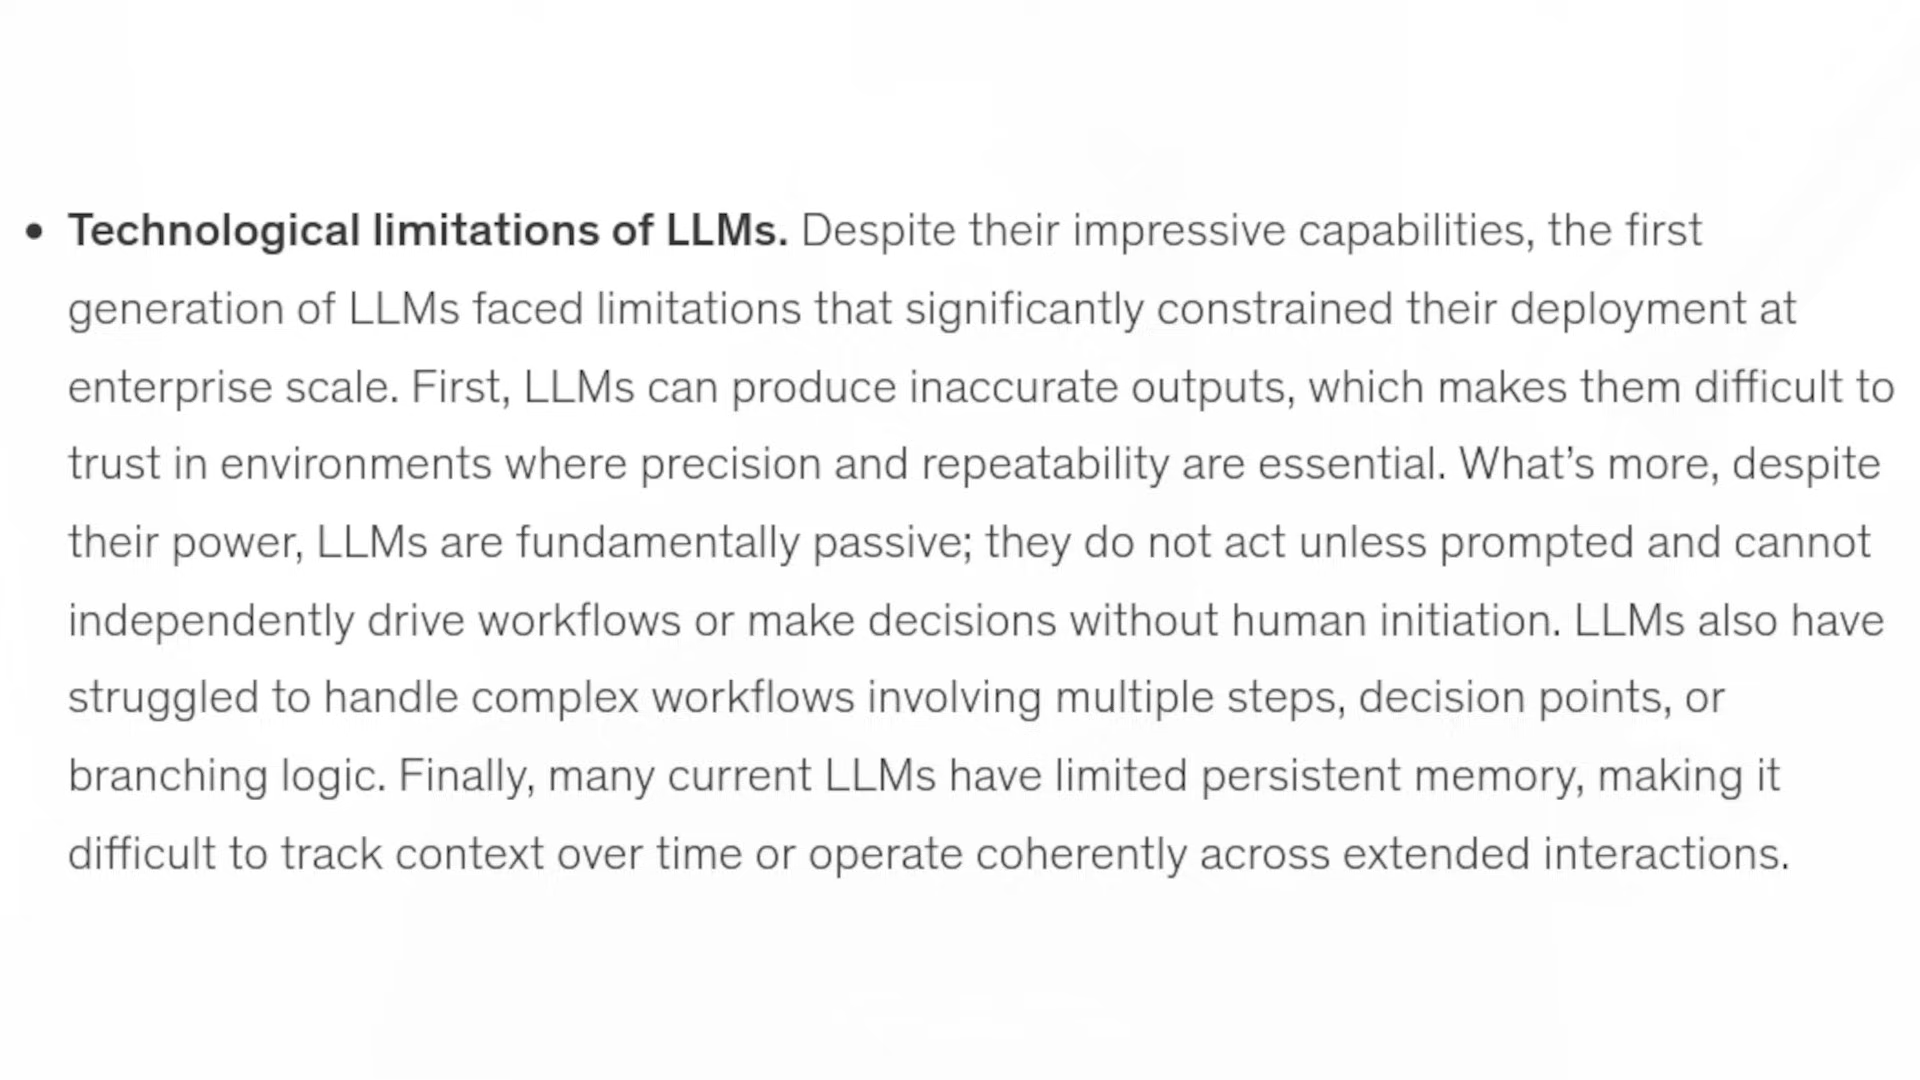 • Technological limitations of LLMs. Despite their impressive capabilities, the first
generation of LLMs faced limitations that significantly constrained their deployment at
enterprise scale. First, LLMs can produce inaccurate outputs, which makes them difficult to
trust in environments where precision and repeatability are essential. What’s more, despite
their power, LLMs are fundamentally passive; they do not act unless prompted and cannot
independently drive workflows or make decisions without human initiation. LLMs also have
struggled to handle complex workflows involving multiple steps, decision points, or
branching logic. Finally, many current LLMs have limited persistent memory, making it
difficult to track context over time or operate coherently across extended interactions.